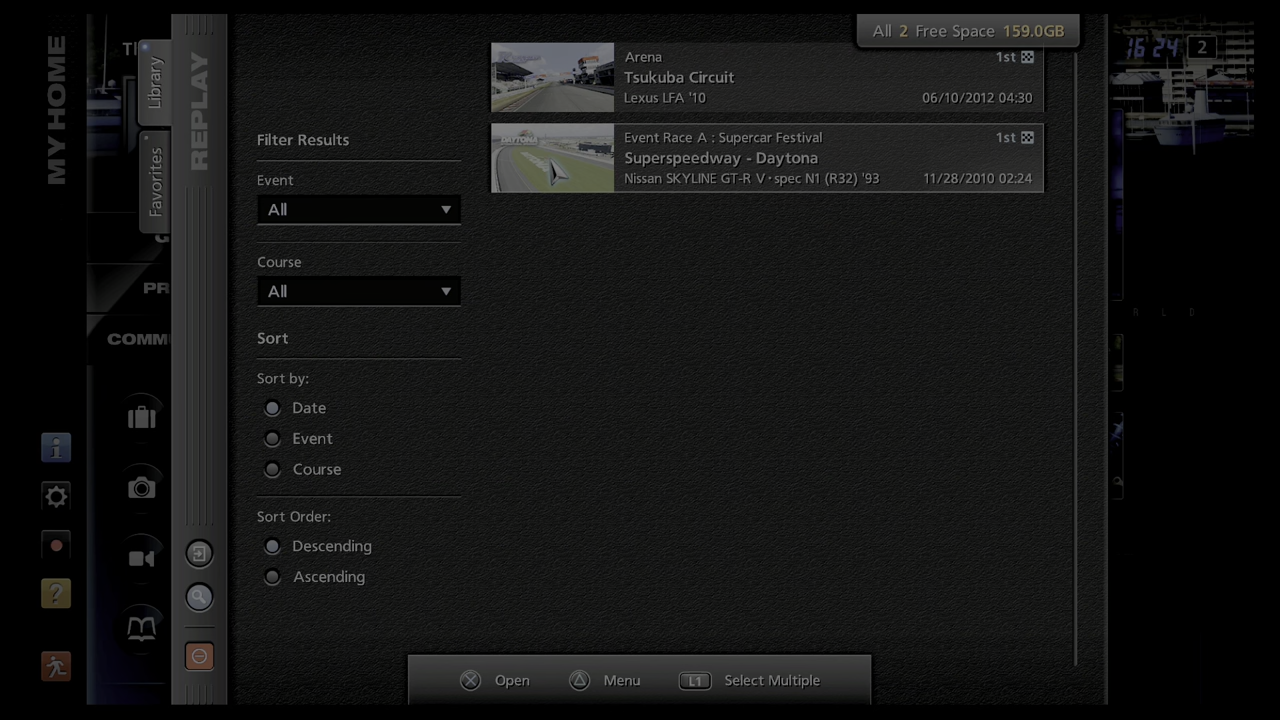 All 2 Free Space 159.0GB
MY HOME
16 24 2
Library
Favorites
REPLAY
Arena
1st
Tsukuba Circuit
Lexus LFA '10
06/10/2012 04:30
DAYTONA
Event Race A : Supercar Festival
1st
Superspeedway - Daytona
Nissan SKYLINE GT-R V・spec N1 (R32) '93
11/28/2010 02:24
Filter Results
Event
All
Course
All
Sort
Sort by:
Date
Event
Course
Sort Order:
Descending
Ascending
PR
COMMU
R L D
Open
Menu
L1 Select Multiple